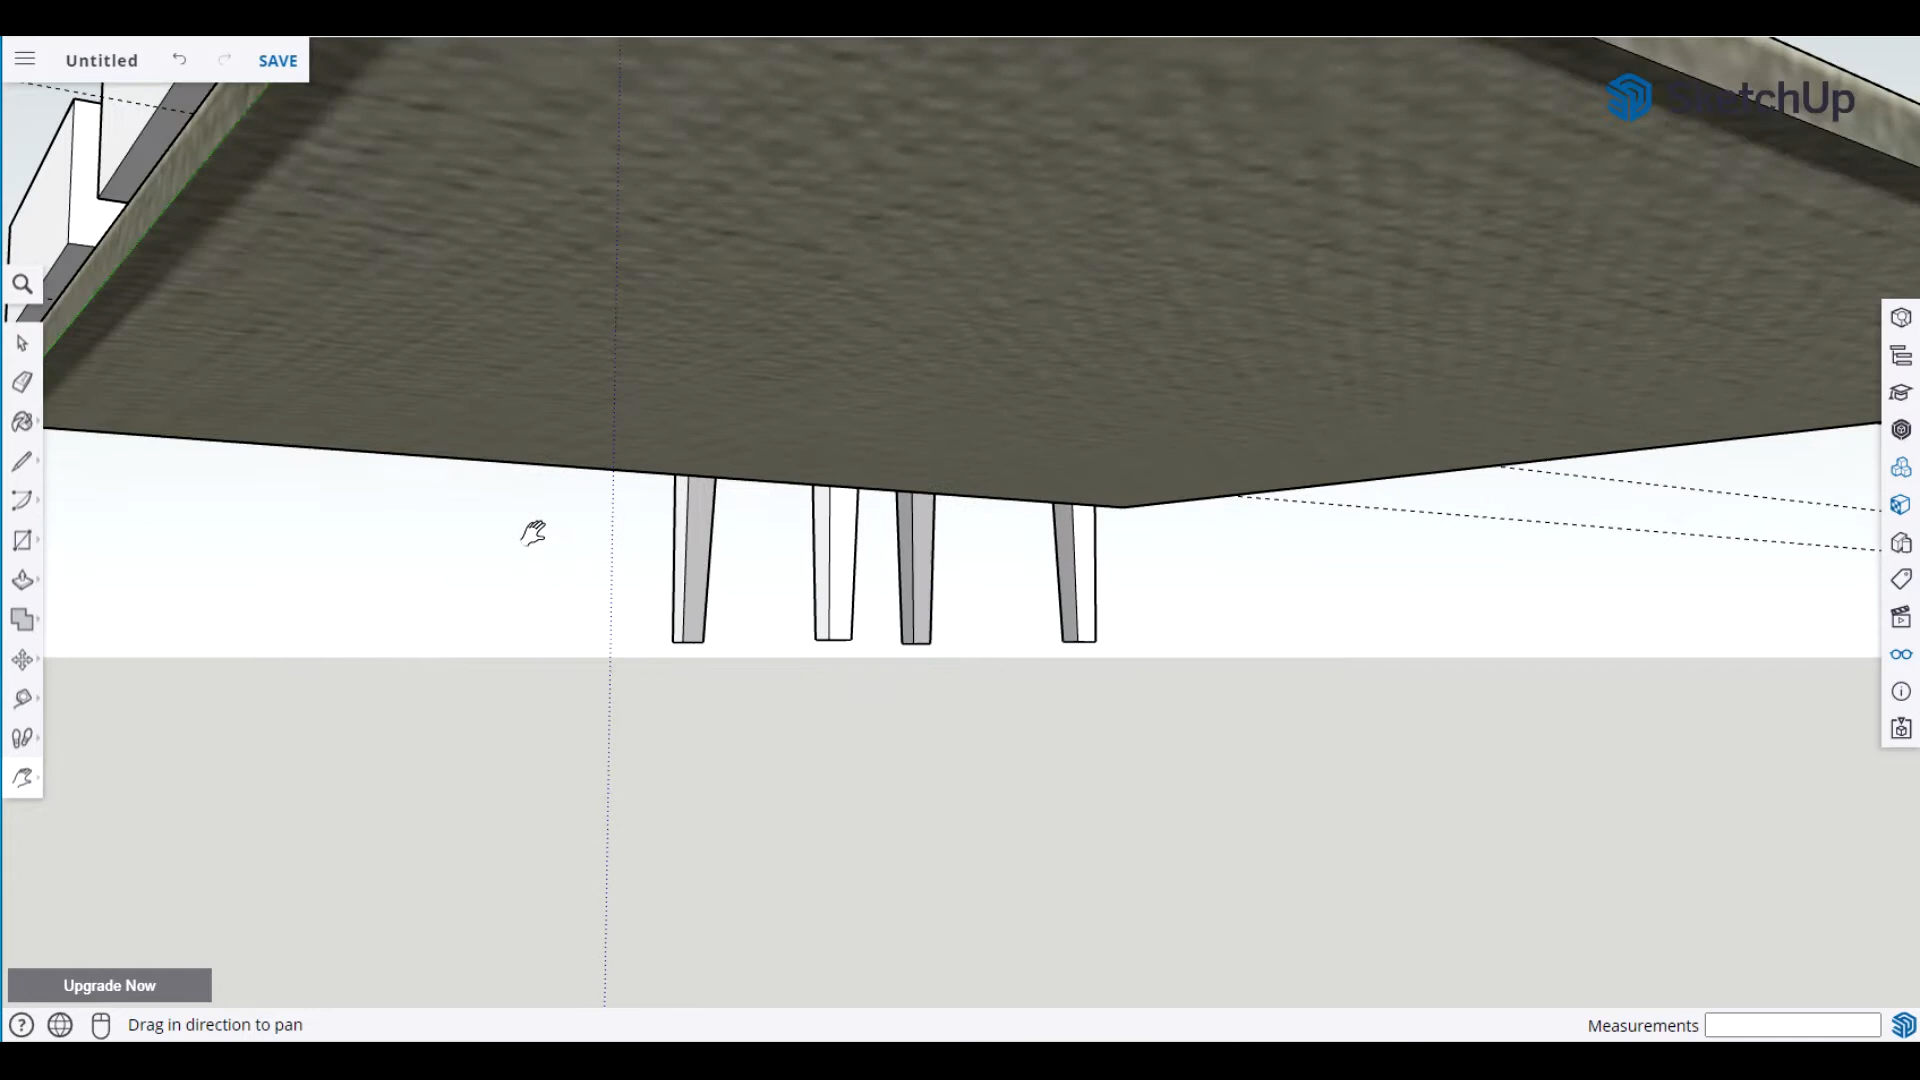 Untitled
SAVE
SketchUp
Upgrade Now
Drag in direction to pan
Measurements